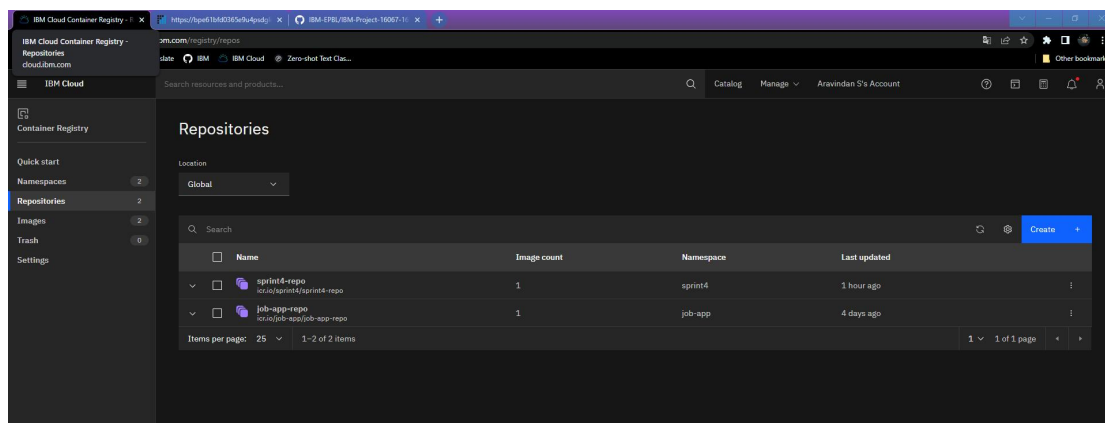 IBM Cloud Container Registry - R
https://bpe61bfd0365e9u4psdgl
IBM-EPBL/IBM-Project-16067-16
IBM Cloud Container Registry -
Repositories
cloud.ibm.com
om.com/registry/repos
slate IBM IBM Cloud Zero-shot Text Clas... Other bookmark
IBM Cloud Search resources and products... Catalog Manage Aravindan S's Account
Container Registry
Quick start
Namespaces 2
Repositories 2
Images 2
Trash 0
Settings
Repositories
Location
Global
Search Create +
Name Image count Namespace Last updated
sprint4-repo 1 sprint4 1 hour ago
icr.io/sprint4/sprint4-repo
job-app-repo 1 job-app 4 days ago
icr.io/job-app/job-app-repo
Items per page: 25 1–2 of 2 items 1 1 of 1 page